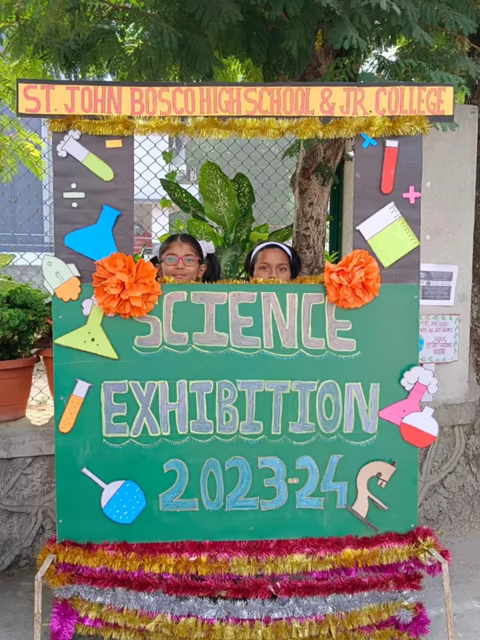 ST. JOHN BOSCO HIGH SCHOOL & JR. COLLEGE
SCIENCE
EXHIBITION
2023-24